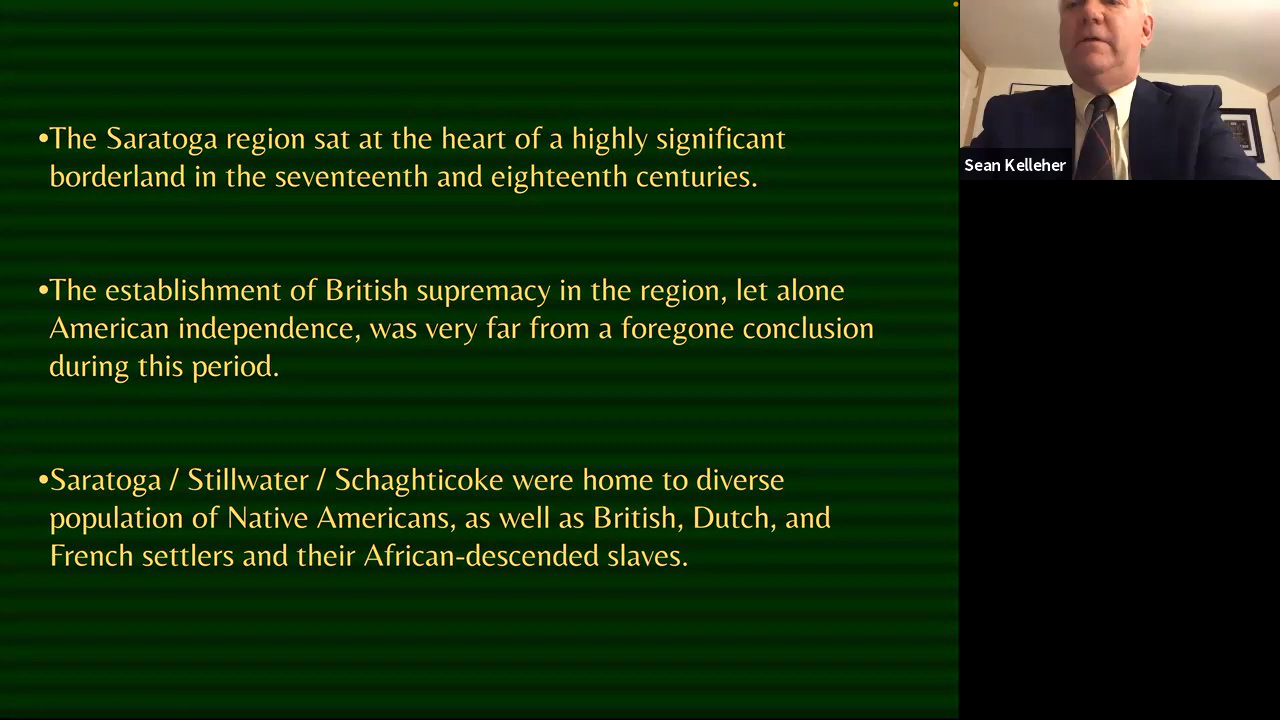 •The Saratoga region sat at the heart of a highly significant
borderland in the seventeenth and eighteenth centuries.
•The establishment of British supremacy in the region, let alone
American independence, was very far from a foregone conclusion
during this period.
•Saratoga / Stillwater / Schaghticoke were home to diverse
population of Native Americans, as well as British, Dutch, and
French settlers and their African-descended slaves.
Sean Kelleher